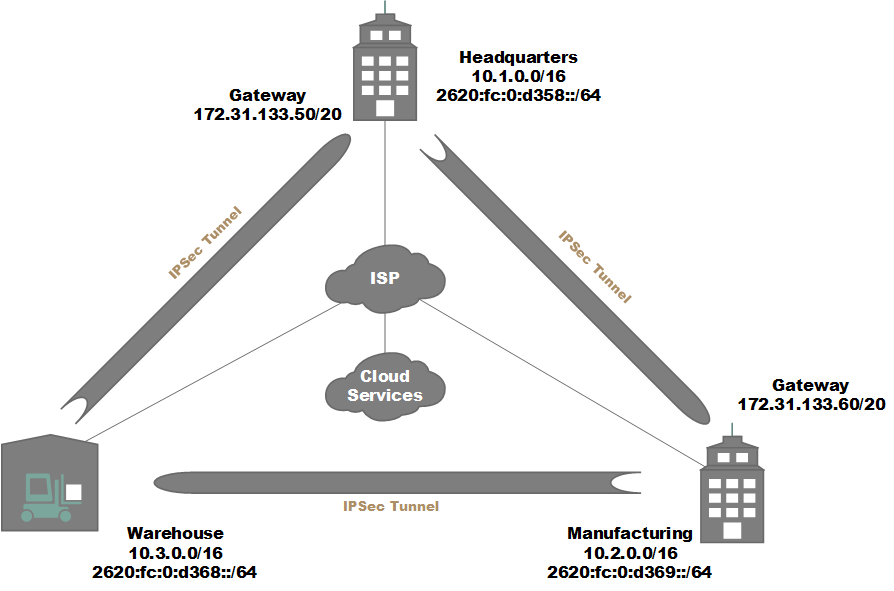 Headquarters
10.1.0.0/16
2620:fc:0:d358::/64
Gateway
172.31.133.50/20
IPSec Tunnel
IPSec Tunnel
ISP
Cloud
Services
Gateway
172.31.133.60/20
IPSec Tunnel
Warehouse
10.3.0.0/16
2620:fc:0:d368::/64
Manufacturing
10.2.0.0/16
2620:fc:0:d369::/64